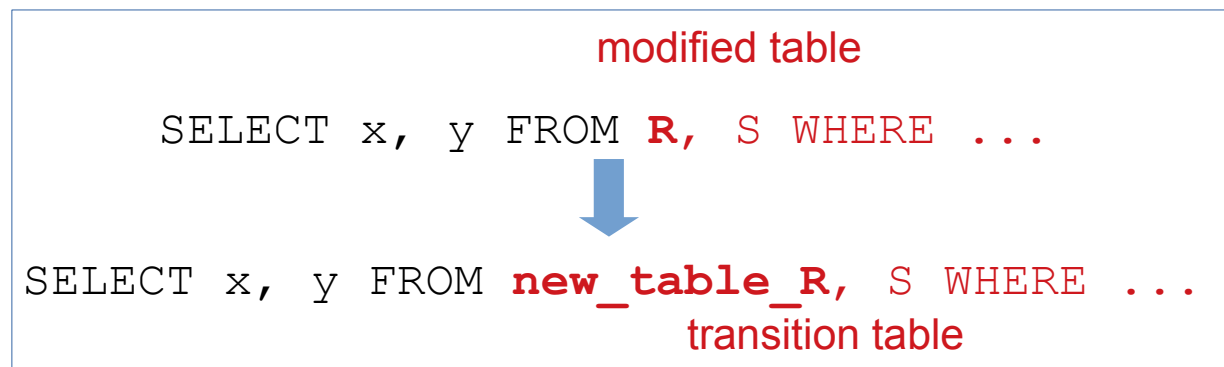 modified table
SELECT x, y FROM R, S WHERE ...
SELECT x, y FROM new_table_R, S WHERE ...
transition table